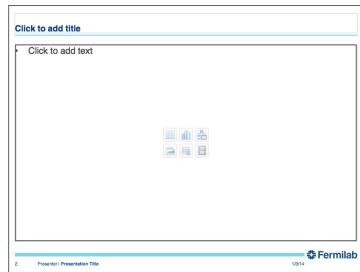 Click to add title
• Click to add text
Fermilab
2 Presenter | Presentation Title 1/3/14